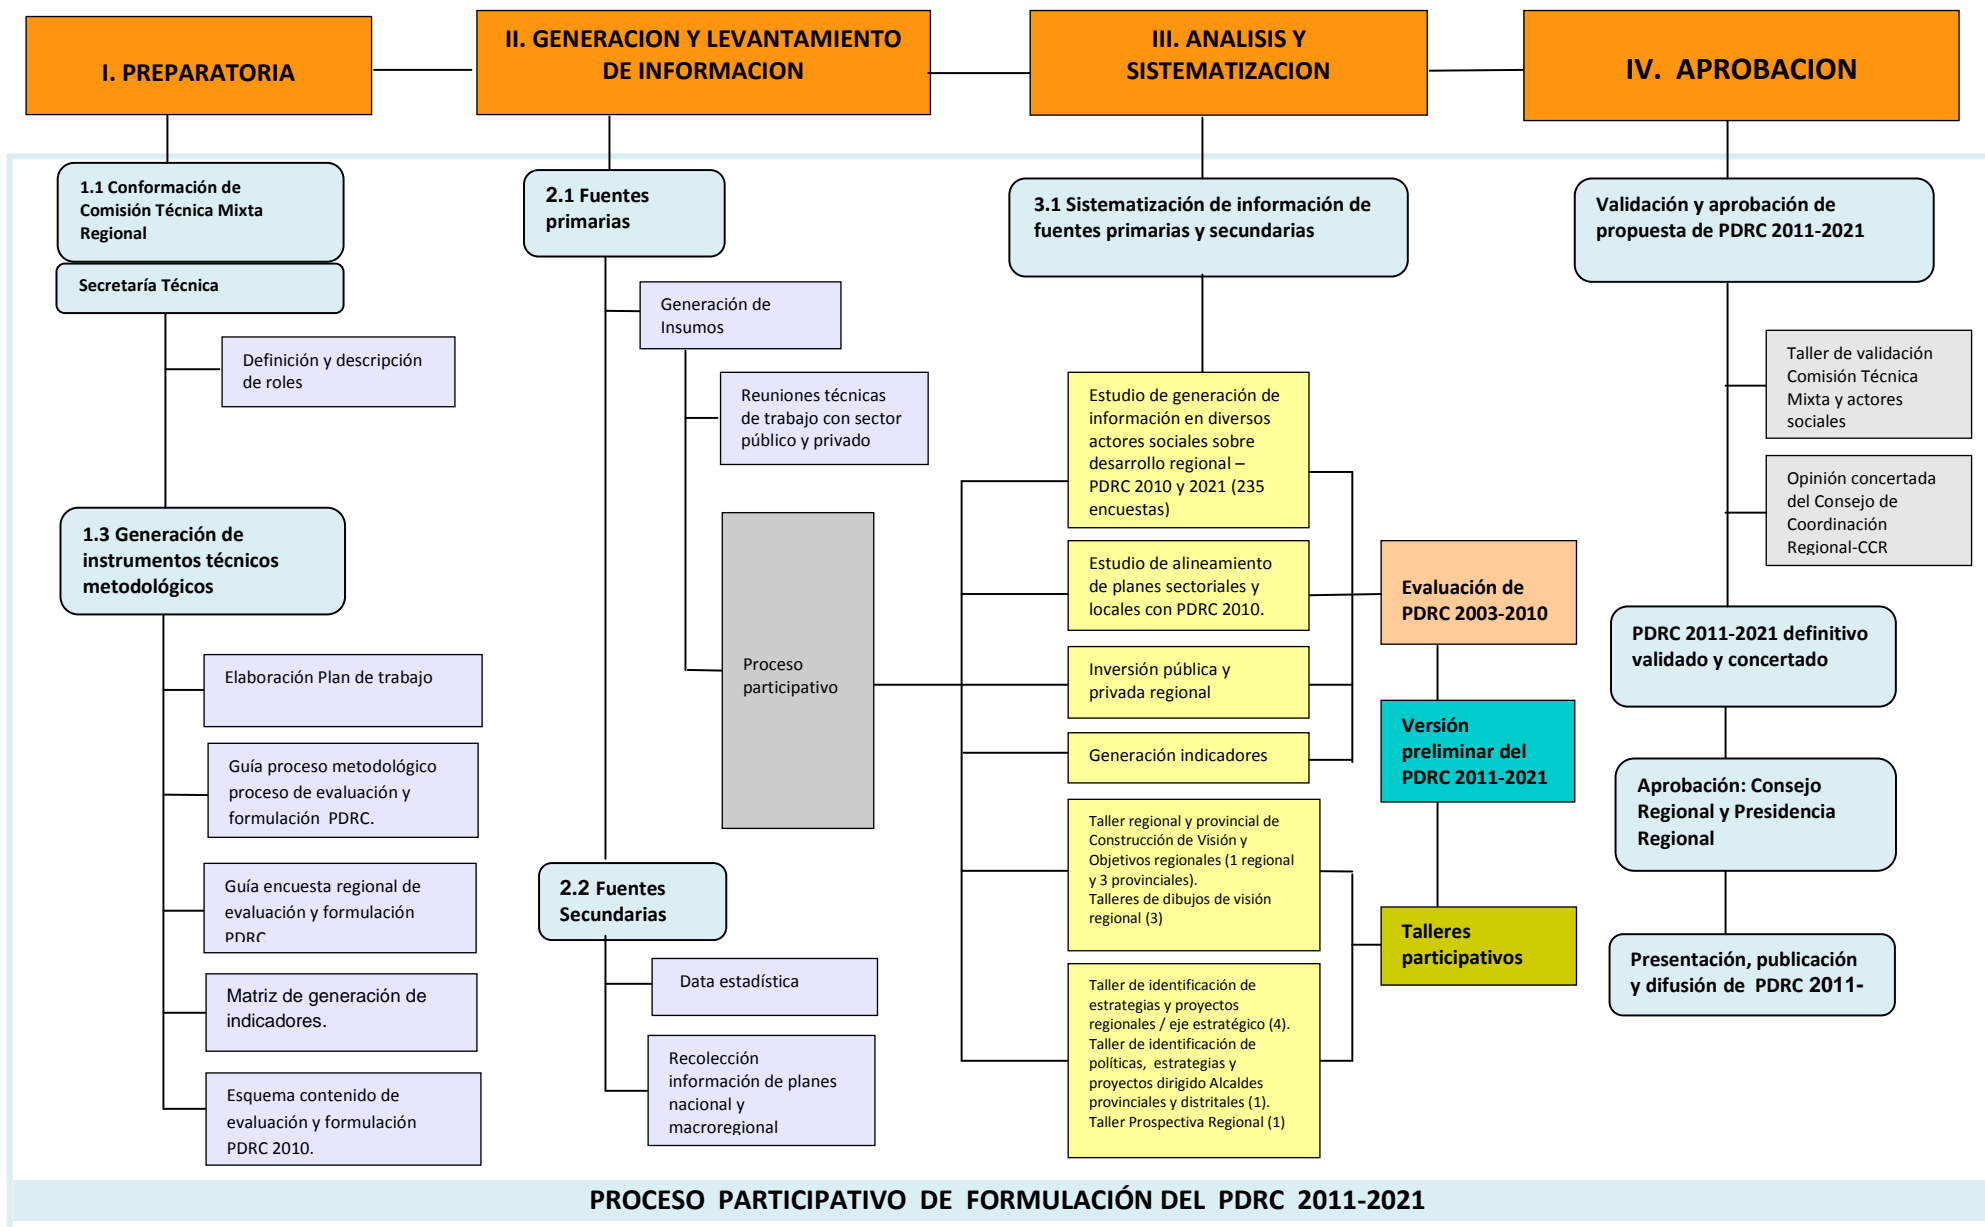 I. PREPARATORIA
II. GENERACION Y LEVANTAMIENTO
DE INFORMACION
III. ANALISIS Y
SISTEMATIZACION
IV. APROBACION
1.1 Conformación de
Comisión Técnica Mixta
Regional
Secretaría Técnica
Definición y descripción
de roles
1.3 Generación de
instrumentos técnicos
metodológicos
Elaboración Plan de trabajo
Guía proceso metodológico
proceso de evaluación y
formulación PDRC.
Guía encuesta regional de
evaluación y formulación
PDRC
Matriz de generación de
indicadores.
Esquema contenido de
evaluación y formulación
PDRC 2010.
2.1 Fuentes
primarias
Generación de
Insumos
Reuniones técnicas
de trabajo con sector
público y privado
Proceso
participativo
2.2 Fuentes
Secundarias
Data estadística
Recolección
información de planes
nacional y
macroregional
3.1 Sistematización de información de
fuentes primarias y secundarias
Estudio de generación de
información en diversos
actores sociales sobre
desarrollo regional –
PDRC 2010 y 2021 (235
encuestas)
Estudio de alineamiento
de planes sectoriales y
locales con PDRC 2010.
Inversión pública y
privada regional
Generación indicadores
Taller regional y provincial de
Construcción de Visión y
Objetivos regionales (1 regional
y 3 provinciales).
Talleres de dibujos de visión
regional (3)
Taller de identificación de
estrategias y proyectos
regionales / eje estratégico (4).
Taller de identificación de
políticas, estrategias y
proyectos dirigido Alcaldes
provinciales y distritales (1).
Taller Prospectiva Regional (1)
Evaluación de
PDRC 2003-2010
Versión
preliminar del
PDRC 2011-2021
Talleres
participativos
Validación y aprobación de
propuesta de PDRC 2011-2021
Taller de validación
Comisión Técnica
Mixta y actores
sociales
Opinión concertada
del Consejo de
Coordinación
Regional-CCR
PDRC 2011-2021 definitivo
validado y concertado
Aprobación: Consejo
Regional y Presidencia
Regional
Presentación, publicación
y difusión de PDRC 2011-
PROCESO PARTICIPATIVO DE FORMULACIÓN DEL PDRC 2011-2021